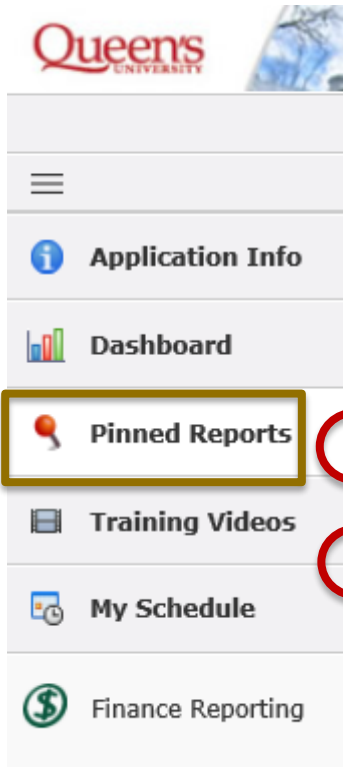 Queen's
UNIVERSITY
Application Info
Dashboard
Pinned Reports
Training Videos
My Schedule
Finance Reporting